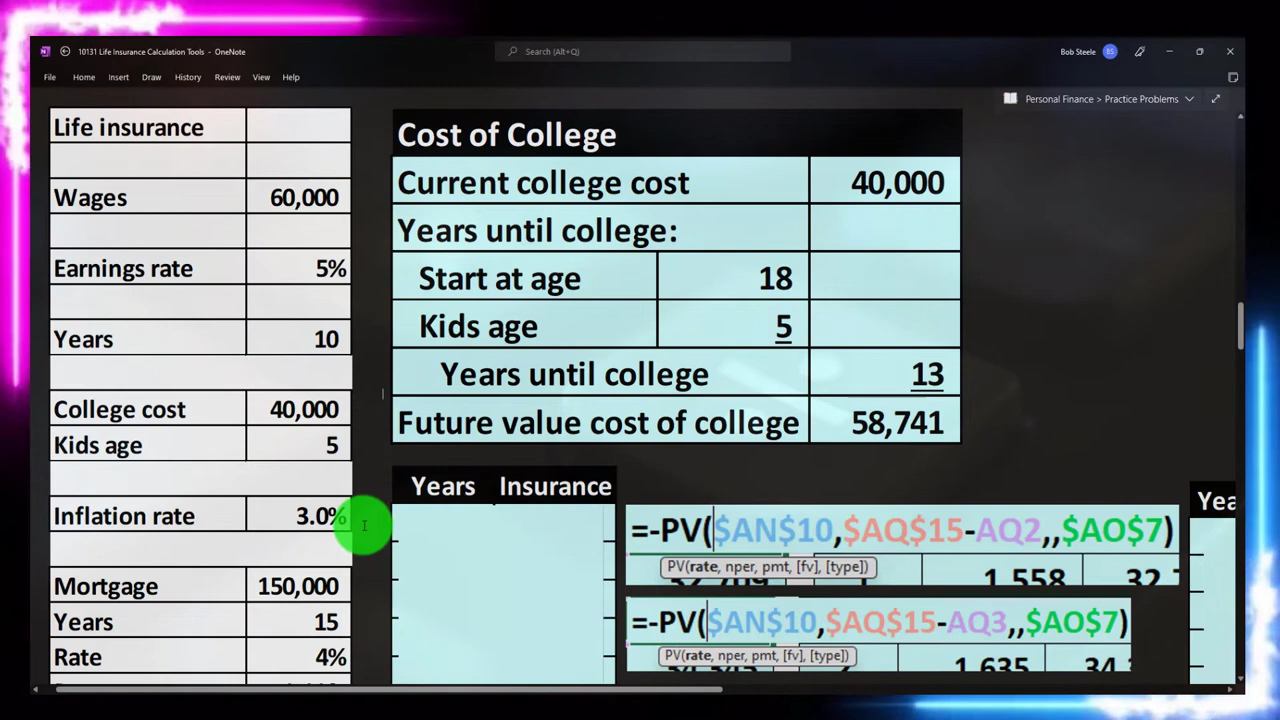 10131 Life Insurance Calculation Tools - OneNote
Search (Alt+Q)
Bob Steele BS
File Home Insert Draw History Review View Help
Personal Finance > Practice Problems
Life insurance
Wages 60,000
Earnings rate 5%
Years 10
College cost 40,000
Kids age 5
Inflation rate 3.0%
Mortgage 150,000
Years 15
Rate 4%
Cost of College
Current college cost 40,000
Years until college:
Start at age 18
Kids age 5
Years until college 13
Future value cost of college 58,741
Years Insurance
=-PV($AN$10,$AQ$15-AQ2,,$AO$7)
PV(rate, nper, pmt, [fv], [type])
1,558
=-PV($AN$10,$AQ$15-AQ3,,$AO$7)
PV(rate, nper, pmt, [fv], [type])
1,635
Yea